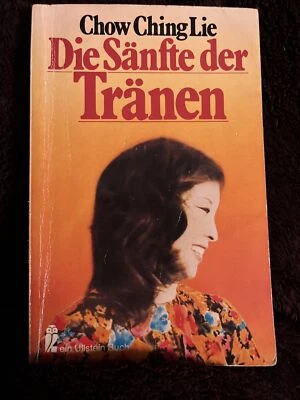 Chow Ching Lie
Die Sänfte der
Tränen
ein Ullstein Buch